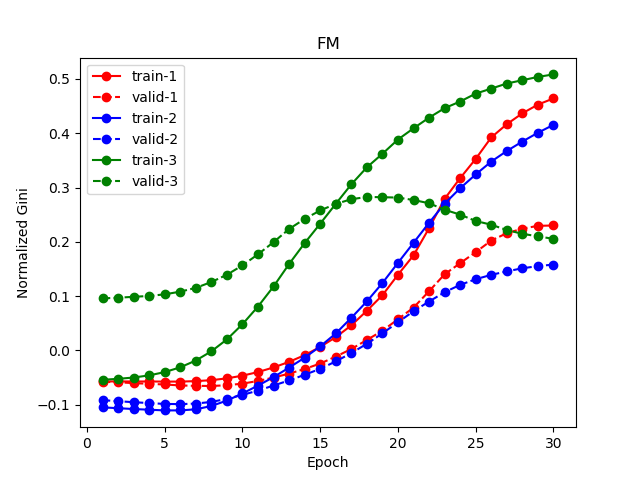 FM
train-1
valid-1
train-2
valid-2
train-3
valid-3
Normalized Gini
0.5
0.4
0.3
0.2
0.1
0.0
−0.1
0
5
10
15
20
25
30
Epoch